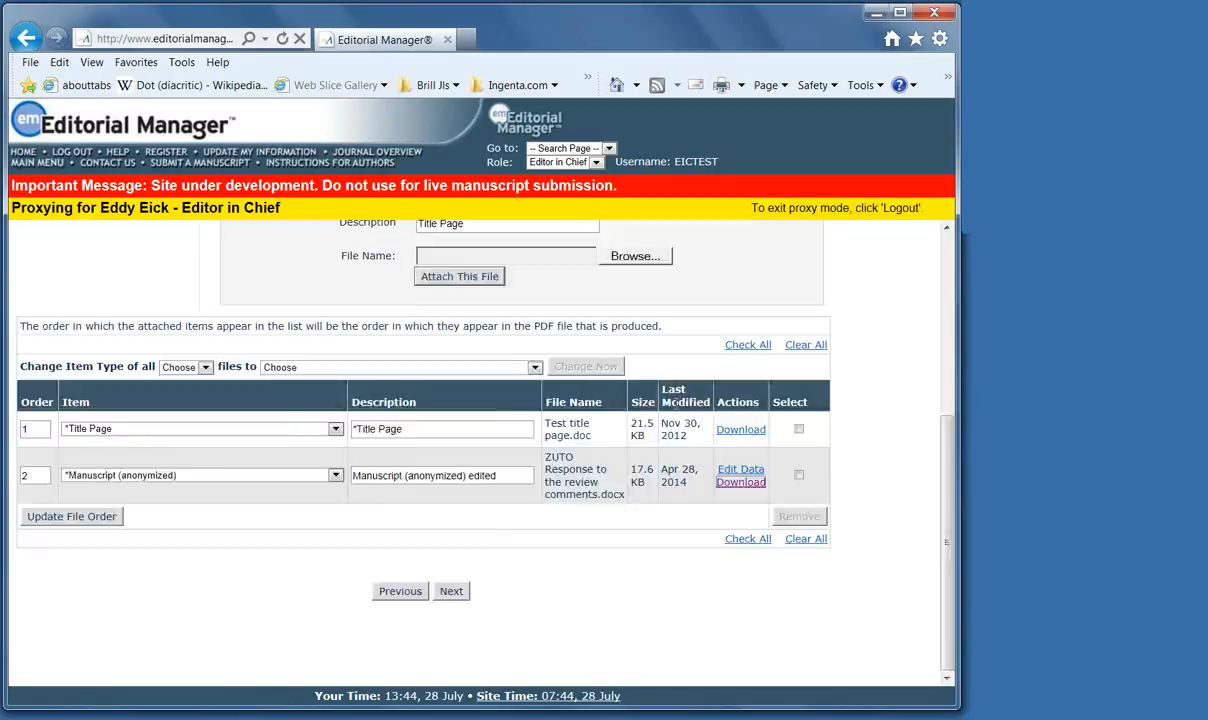 http://www.editorialmanag...
Editorial Manager®
File Edit View Favorites Tools Help
abouttabs Dot (diacritic) - Wikipedia... Web Slice Gallery Brill Jls Ingenta.com » Page Safety Tools »
em Editorial Manager™
em Editorial Manager™
HOME • LOG OUT • HELP • REGISTER • UPDATE MY INFORMATION • JOURNAL OVERVIEW
MAIN MENU • CONTACT US • SUBMIT A MANUSCRIPT • INSTRUCTIONS FOR AUTHORS
Go to: -- Search Page --
Role: Editor in Chief Username: EICTEST
Important Message: Site under development. Do not use for live manuscript submission.
Proxying for Eddy Eick - Editor in Chief To exit proxy mode, click 'Logout'.
Description Title Page
File Name: Browse...
Attach This File
The order in which the attached items appear in the list will be the order in which they appear in the PDF file that is produced.
Check All Clear All
Change Item Type of all Choose files to Choose Change Now
Order Item Description File Name Size Last Modified Actions Select
1 *Title Page *Title Page Test title page.doc 21.5 KB Nov 30, 2012 Download
2 *Manuscript (anonymized) Manuscript (anonymized) edited ZUTO Response to the review comments.docx 17.6 KB Apr 28, 2014 Edit Data Download
Update File Order Remove
Check All Clear All
Previous Next
Your Time: 13:44, 28 July • Site Time: 07:44, 28 July